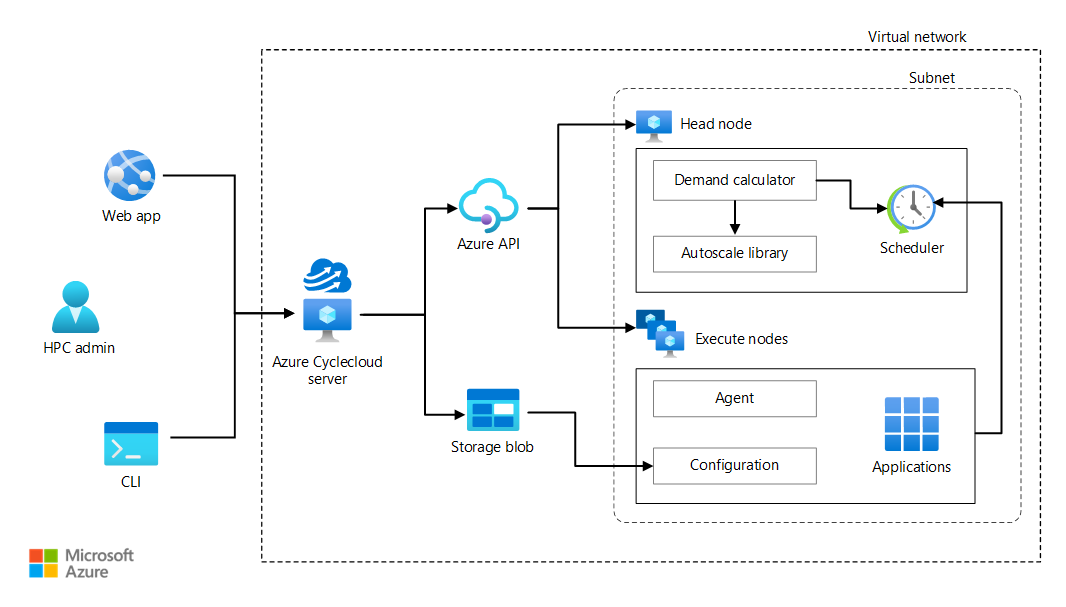 Virtual network
Subnet
Head node
Demand calculator
Autoscale library
Scheduler
Web app
Azure API
HPC admin
Azure Cyclecloud
server
Execute nodes
Agent
Configuration
Applications
Storage blob
CLI
Microsoft
Azure